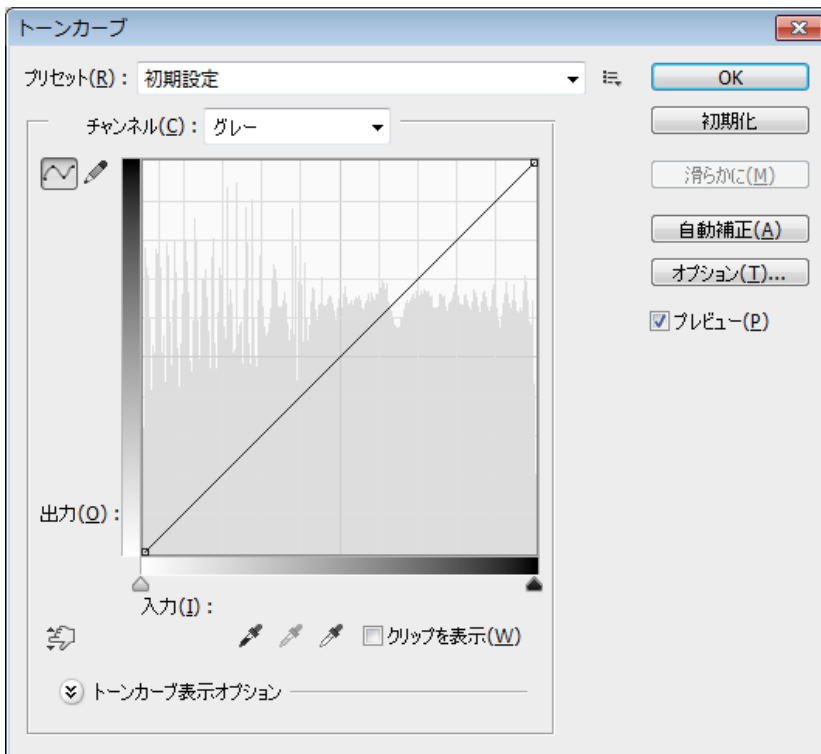 トーンカーブ
プリセット(R)： 初期設定
OK
チャンネル(C)： グレー
初期化
滑らかに(M)
自動補正(A)
オプション(T)...
プレビュー(P)
出力(O)：
入力(I)：
クリップを表示(W)
トーンカーブ表示オプション